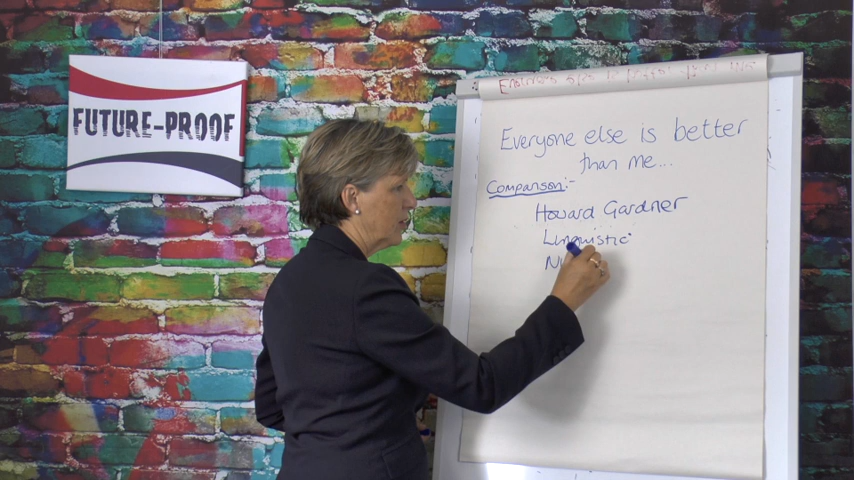 FUTURE-PROOF
Everyone else is better
than me...
Comparison:-
Howard Gardner
Linguistic